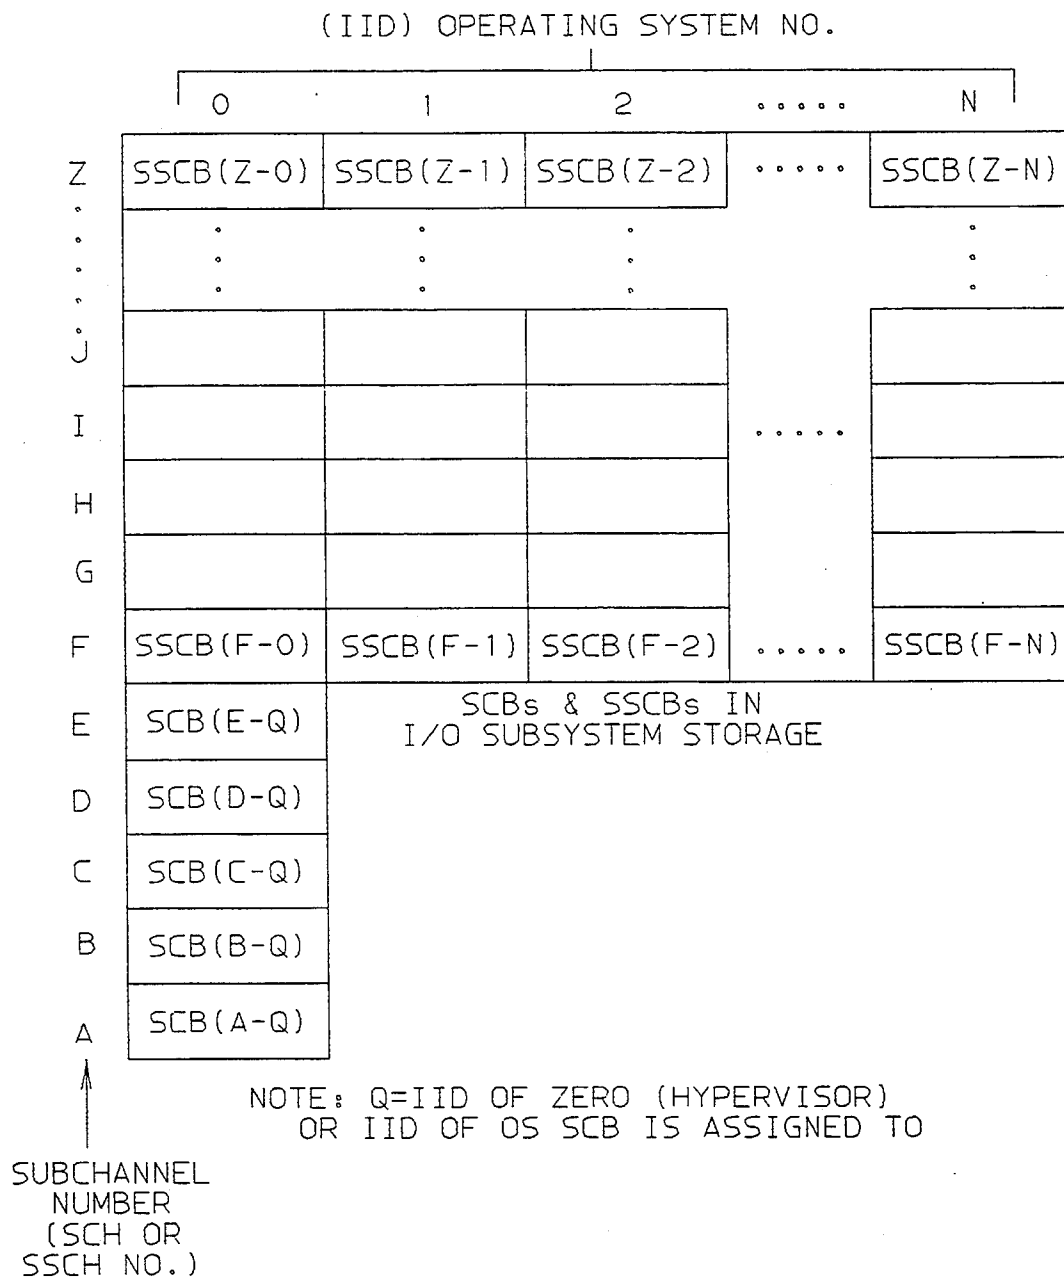 (IID) OPERATING SYSTEM NO.
0 1 2 ..... N
Z SSCB(Z-0) SSCB(Z-1) SSCB(Z-2) ..... SSCB(Z-N)
J
I .....
H
G
F SSCB(F-0) SSCB(F-1) SSCB(F-2) ..... SSCB(F-N)
SCBs & SSCBs IN
I/O SUBSYSTEM STORAGE
E SCB(E-Q)
D SCB(D-Q)
C SCB(C-Q)
B SCB(B-Q)
A SCB(A-Q)
NOTE: Q=IID OF ZERO (HYPERVISOR)
OR IID OF OS SCB IS ASSIGNED TO
SUBCHANNEL
NUMBER
(SCH OR
SSCH NO.)